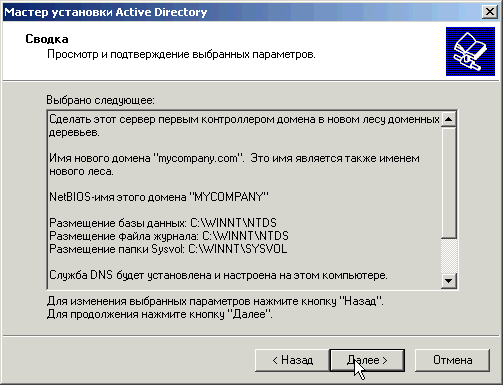 Мастер установки Active Directory
Сводка
Просмотр и подтверждение выбранных параметров.
Выбрано следующее:
Сделать этот сервер первым контроллером домена в новом лесу доменных
деревьев.
Имя нового домена "mycompany.com".  Это имя является также именем
нового леса.
NetBIOS-имя этого домена "MYCOMPANY"
Размещение базы данных: C:\WINNT\NTDS
Размещение файла журнала: C:\WINNT\NTDS
Размещение папки Sysvol: C:\WINNT\SYSVOL
Служба DNS будет установлена и настроена на этом компьютере.
Для изменения выбранных параметров нажмите кнопку "Назад".
Для продолжения нажмите кнопку "Далее".
< Назад
Далее >
Отмена